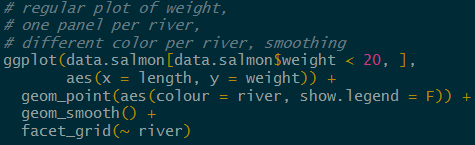 # regular plot of weight,
# one panel per river,
# different color per river, smoothing
ggplot(data.salmon[data.salmon$weight < 20, ],
       aes(x = length, y = weight)) +
  geom_point(aes(colour = river, show.legend = F)) +
  geom_smooth() +
  facet_grid(~ river)